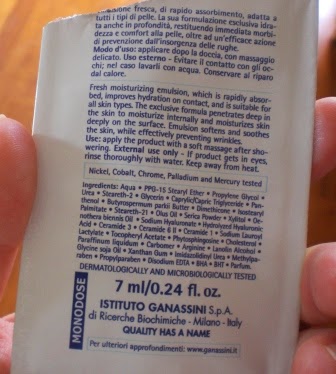 sione fresca, di rapido assorbimento, adatta a
tutti i tipi di pelle. La sua formulazione esclusiva idra-
ta anche in profondità, restituendo immediata morbi-
dezza e comfort alla pelle, oltre ad un'efficace azione
di prevenzione dall'insorgenza delle rughe.
Modo d'uso: applicare dopo la doccia, con massaggio
delicato. Uso esterno - Evitare il contatto con gli oc-
chi; nel caso lavarli con acqua. Conservare al riparo
dal calore.
Fresh moisturizing emulsion, which is rapidly absor-
bed, improves hydration on contact, and is suitable for
all skin types. The exclusive formula penetrates deep in
the skin to moisturize internally and moisturizes skin
deeply on the surface. Emulsion softens and soothes
the skin, while effectively preventing wrinkles.
Use: apply the product with a soft massage after sho-
wering. External use only - If product gets in eyes,
rinse thoroughly with water. Keep away from heat.
Nickel, Cobalt, Chrome, Palladium and Mercury tested
Ingredients: Aqua • PPG-15 Stearyl Ether • Propylene Glycol •
Urea • Steareth-2 • Glycerin • Caprylic/Capric Triglyceride • Pan-
thenol • Butyrospermum parkii Butter • Dimethicone • Isostearyl
Palmitate • Steareth-21 • Olus Oil • Serica Powder • Xylitol • Oe-
nothera biennis Oil • Sodium Hyaluronate • Hydrolyzed Hyaluronic
Acid • Ceramide 3 • Ceramide 6 II • Ceramide 1 • Sodium Lauroyl
Lactylate • Tocopheryl Acetate • Phytosphingosine • Cholesterol •
Paraffinum liquidum • Carbomer • Arginine • Lanolin Alcohol •
Glycine soja Oil • Xanthan Gum • Imidazolidinyl Urea • Methylpa-
raben • Propylparaben • Disodium EDTA • BHA • BHT • Parfum.
DERMATOLOGICALLY AND MICROBIOLOGICALLY TESTED
MONODOSE
7 ml/0.24 fl. oz.
ISTITUTO GANASSINI S.p.A.
di Ricerche Biochimiche - Milano - Italy
QUALITY HAS A NAME
Per ulteriori approfondimenti: www.ganassini.it